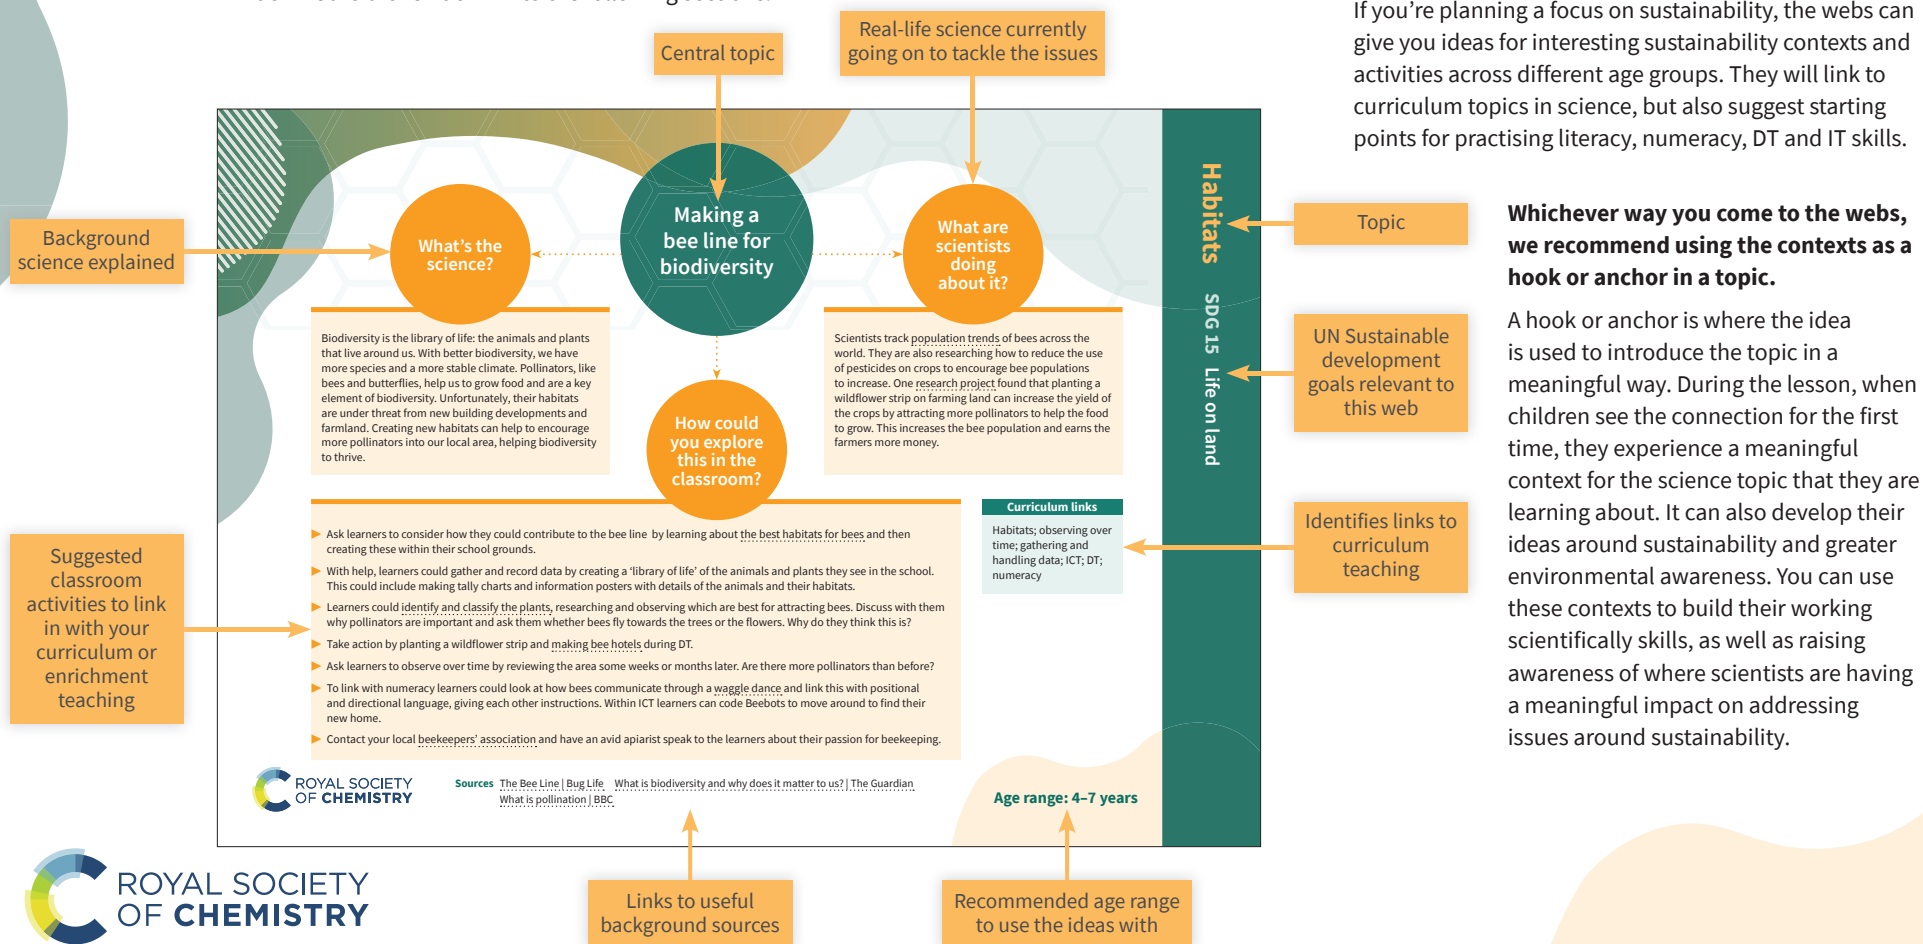 Central topic
Real-life science currently
going on to tackle the issues
If you’re planning a focus on sustainability, the webs can
give you ideas for interesting sustainability contexts and
activities across different age groups. They will link to
curriculum topics in science, but also suggest starting
points for practising literacy, numeracy, DT and IT skills.
Background
science explained
What’s the
science?
Making a
bee line for
biodiversity
What are
scientists
doing
about it?
Habitats
SDG 15 Life on land
Topic
UN Sustainable
development
goals relevant to
this web
Whichever way you come to the webs,
we recommend using the contexts as a
hook or anchor in a topic.
A hook or anchor is where the idea
is used to introduce the topic in a
meaningful way. During the lesson, when
children see the connection for the first
time, they experience a meaningful
context for the science topic that they are
learning about. It can also develop their
ideas around sustainability and greater
environmental awareness. You can use
these contexts to build their working
scientifically skills, as well as raising
awareness of where scientists are having
a meaningful impact on addressing
issues around sustainability.
Biodiversity is the library of life: the animals and plants
that live around us. With better biodiversity, we have
more species and a more stable climate. Pollinators, like
bees and butterflies, help us to grow food and are a key
element of biodiversity. Unfortunately, their habitats
are under threat from new building developments and
farmland. Creating new habitats can help to encourage
more pollinators into our local area, helping biodiversity
to thrive.
Scientists track population trends of bees across the
world. They are also researching how to reduce the use
of pesticides on crops to encourage bee populations
to increase. One research project found that planting a
wildflower strip on farming land can increase the yield of
the crops by attracting more pollinators to help the food
to grow. This increases the bee population and earns the
farmers more money.
How could
you explore
this in the
classroom?
Suggested
classroom
activities to link
in with your
curriculum or
enrichment
teaching
Ask learners to consider how they could contribute to the bee line by learning about the best habitats for bees and then
creating these within their school grounds.
With help, learners could gather and record data by creating a ‘library of life’ of the animals and plants they see in the school.
This could include making tally charts and information posters with details of the animals and their habitats.
Learners could identify and classify the plants, researching and observing which are best for attracting bees. Discuss with them
why pollinators are important and ask them whether bees fly towards the trees or the flowers. Why do they think this is?
Take action by planting a wildflower strip and making bee hotels during DT.
Ask learners to observe over time by reviewing the area some weeks or months later. Are there more pollinators than before?
To link with numeracy learners could look at how bees communicate through a waggle dance and link this with positional
and directional language, giving each other instructions. Within ICT learners can code Beebots to move around to find their
new home.
Contact your local beekeepers’ association and have an avid apiarist speak to the learners about their passion for beekeeping.
Curriculum links
Habitats; observing over
time; gathering and
handling data; ICT; DT;
numeracy
Identifies links to
curriculum
teaching
ROYAL SOCIETY
OF CHEMISTRY
Sources The Bee Line | Bug Life What is biodiversity and why does it matter to us? | The Guardian
What is pollination | BBC
Age range: 4–7 years
ROYAL SOCIETY
OF CHEMISTRY
Links to useful
background sources
Recommended age range
to use the ideas with